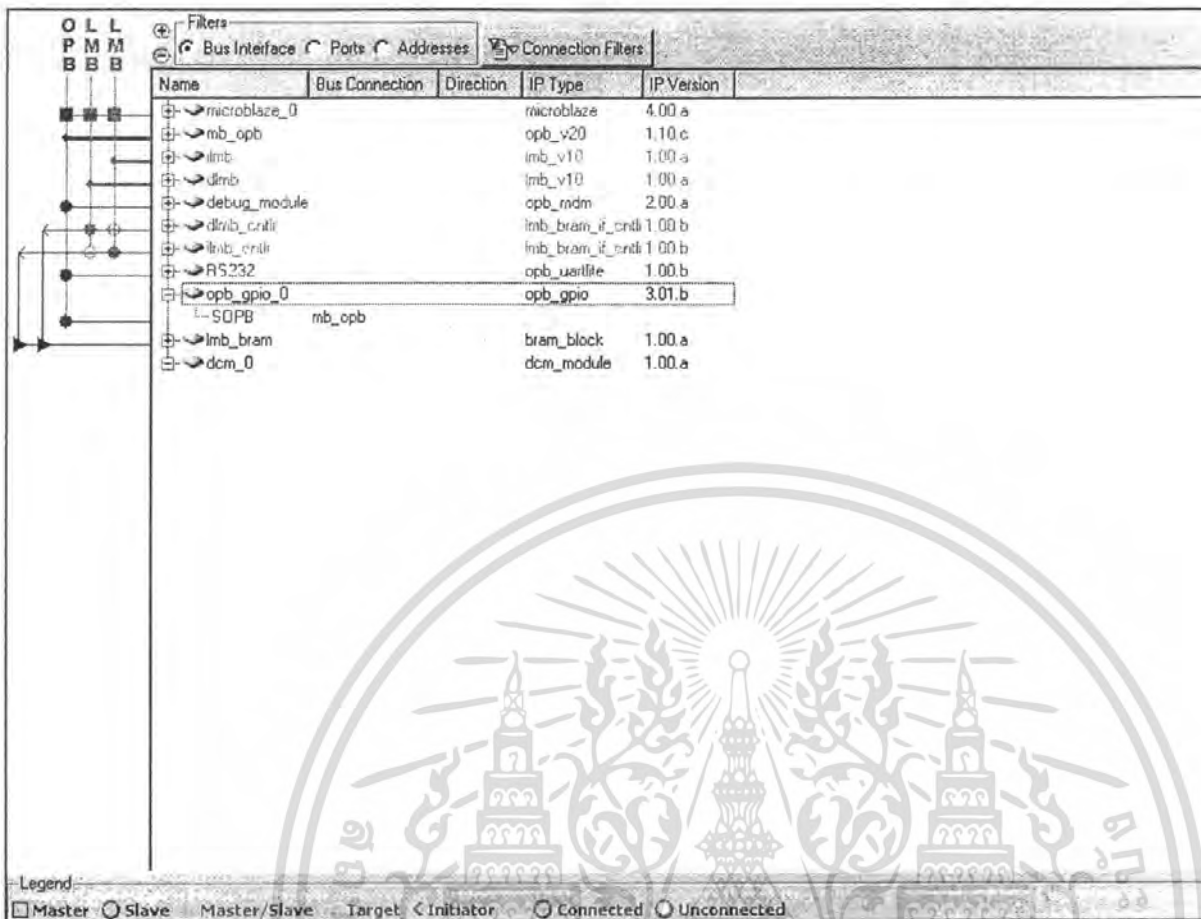 O L L
P M M
B B B
Filters
Bus Interface Ports Addresses Connection Filters
Name Bus Connection Direction IP Type IP Version
microblaze_0 microblaze 4.00.a
mb_opb opb_v20 1.10.c
ilmb lmb_v10 1.00.a
dlmb lmb_v10 1.00.a
debug_module opb_mdm 2.00.a
dlmb_cntlr lmb_bram_if_cntlr 1.00.b
ilmb_cntlr lmb_bram_if_cntlr 1.00.b
RS232 opb_uartlite 1.00.b
opb_gpio_0 opb_gpio 3.01.b
SOPB mb_opb
lmb_bram bram_block 1.00.a
dcm_0 dcm_module 1.00.a
Legend
Master Slave Master/Slave Target Initiator Connected Unconnected